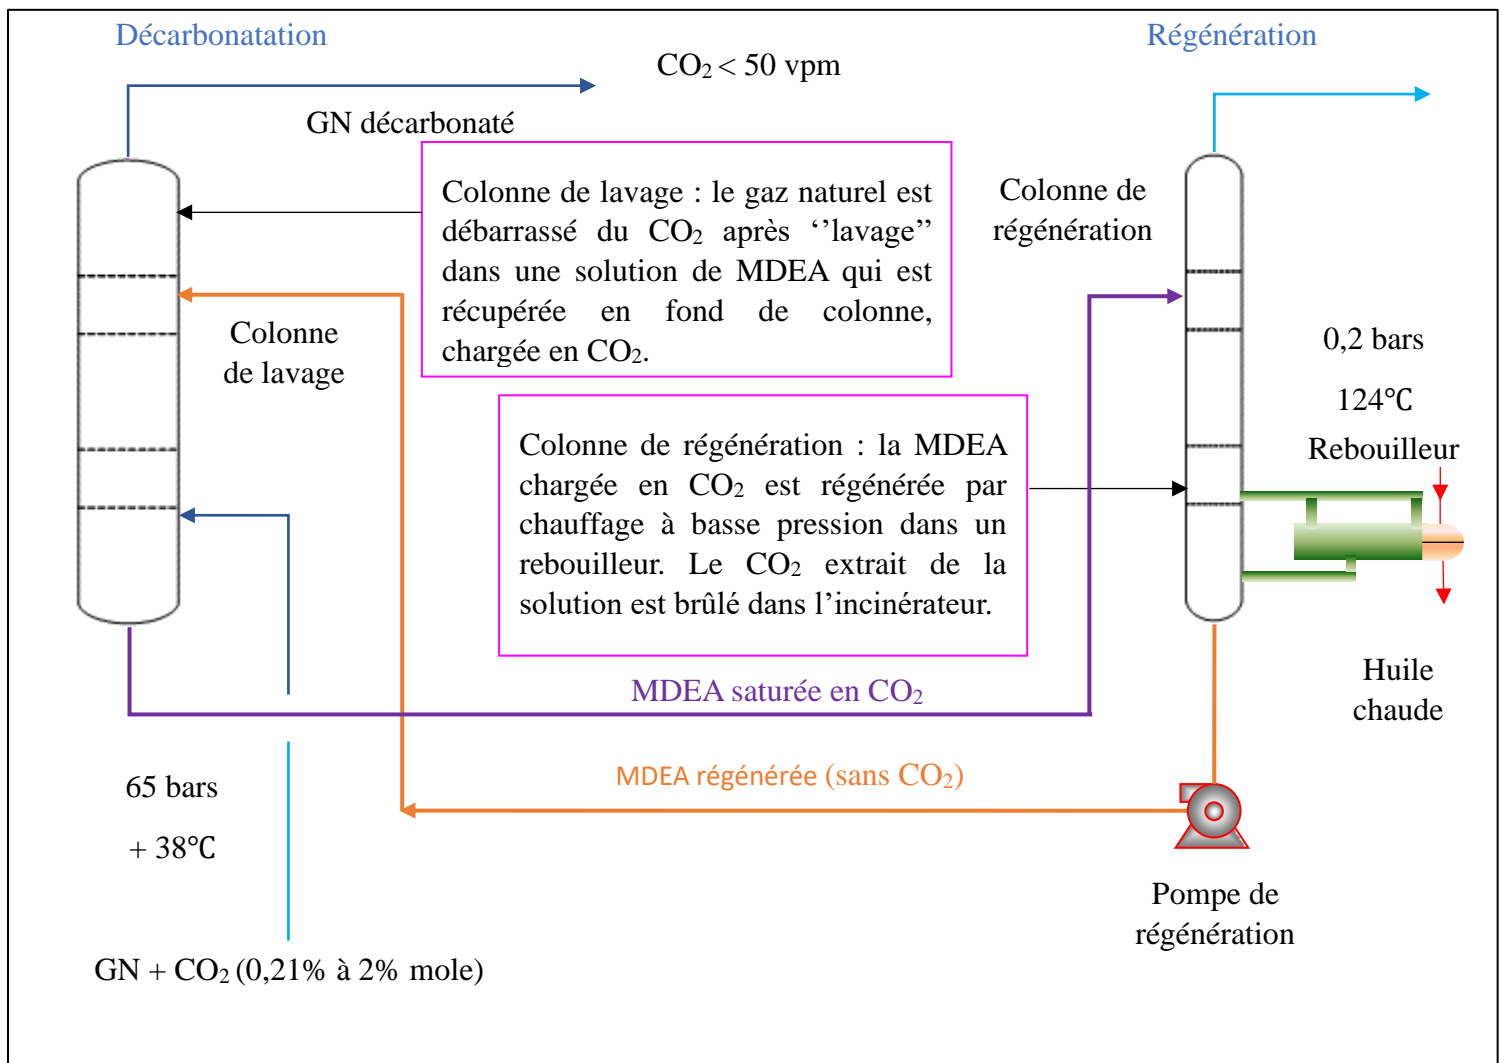 Décarbonatation
Régénération
CO₂ < 50 vpm
GN décarbonaté
Colonne de lavage : le gaz naturel est
débarrassé du CO₂ après ‘’lavage’’
dans une solution de MDEA qui est
récupérée en fond de colonne,
chargée en CO₂.
Colonne de
régénération
Colonne
de lavage
0,2 bars
124℃
Rebouilleur
Colonne de régénération : la MDEA
chargée en CO₂ est régénérée par
chauffage à basse pression dans un
rebouilleur. Le CO₂ extrait de la
solution est brûlé dans l’incinérateur.
Huile
chaude
MDEA saturée en CO₂
MDEA régénérée (sans CO₂)
65 bars
+ 38℃
Pompe de
régénération
GN + CO₂ (0,21% à 2% mole)